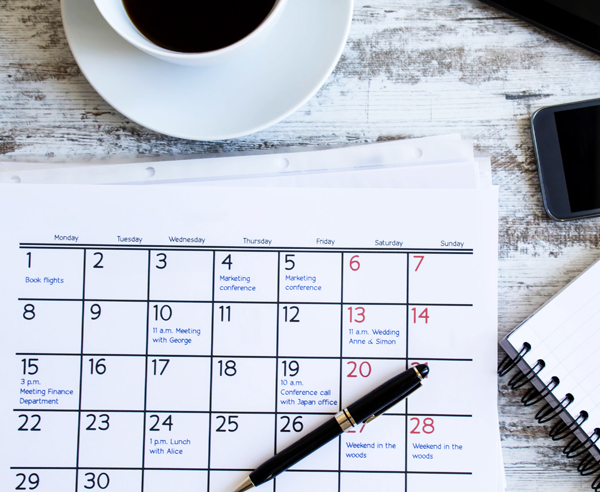 Monday Tuesday Wednesday Thursday Friday Saturday Sunday
1 2 3 4 5 6 7
Book flights
Marketing
conference
Marketing
conference
8 9 10 11 12 13 14
11 a.m. Meeting
with George
11 a.m. Wedding
Anne & Simon
15 16 17 18 19 20
3 p.m.
Meeting Finance
Department
10 a.m.
Conference call
with Japan office
22 23 24 25 26 27 28
1 p.m. Lunch
with Alice
Weekend in the
woods
Weekend in the
woods
29 30